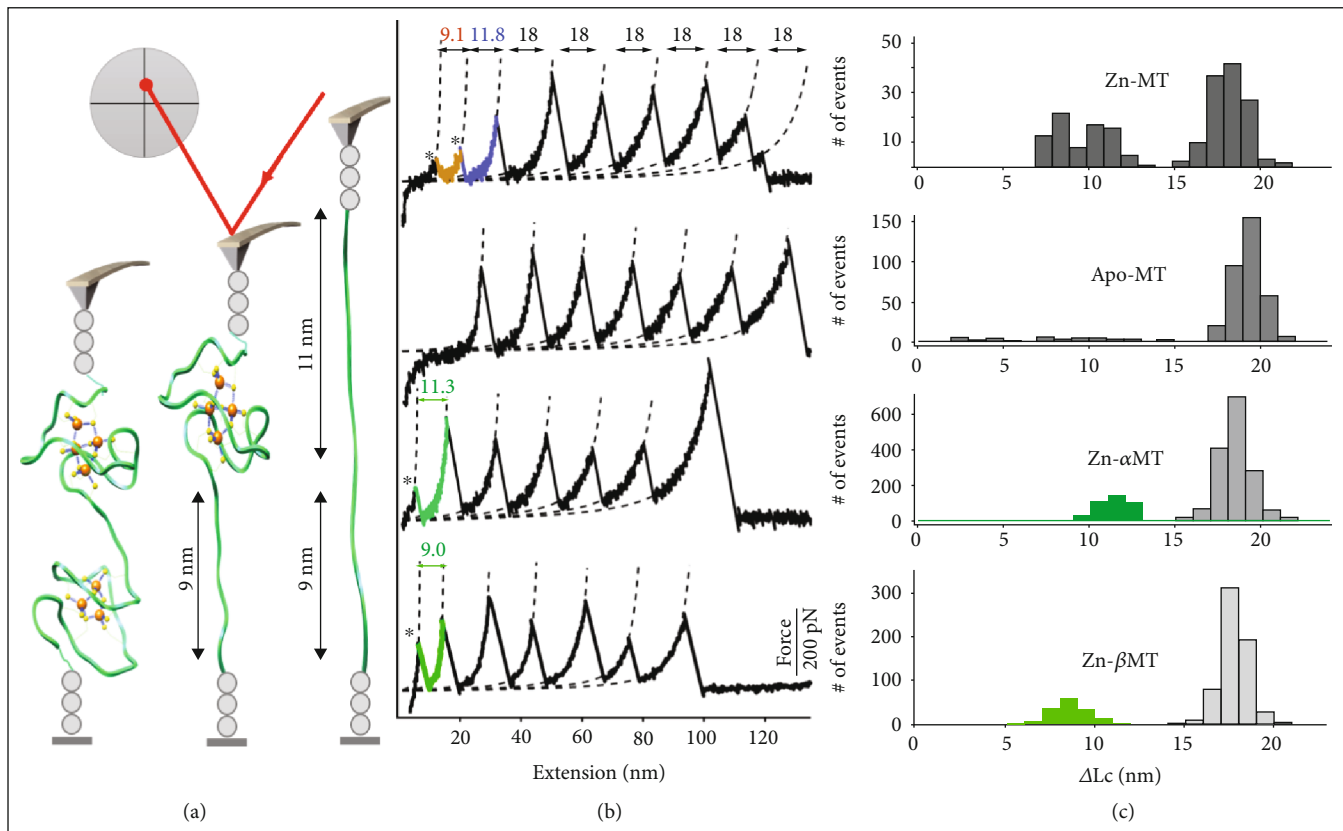 11 nm
9 nm
9 nm
(a)
9.1 11.8 18 18 18 18 18 18
* *
11.3
*
9.0
*
Force
200 pN
20 40 60 80 100 120
Extension (nm)
(b)
50
30
10
# of events
Zn-MT
0 5 10 15 20
150
100
50
0
# of events
Apo-MT
0 5 10 15 20
600
400
200
0
# of events
Zn-αMT
0 5 10 15 20
300
200
100
0
# of events
Zn-βMT
0 5 10 15 20
ΔLc (nm)
(c)